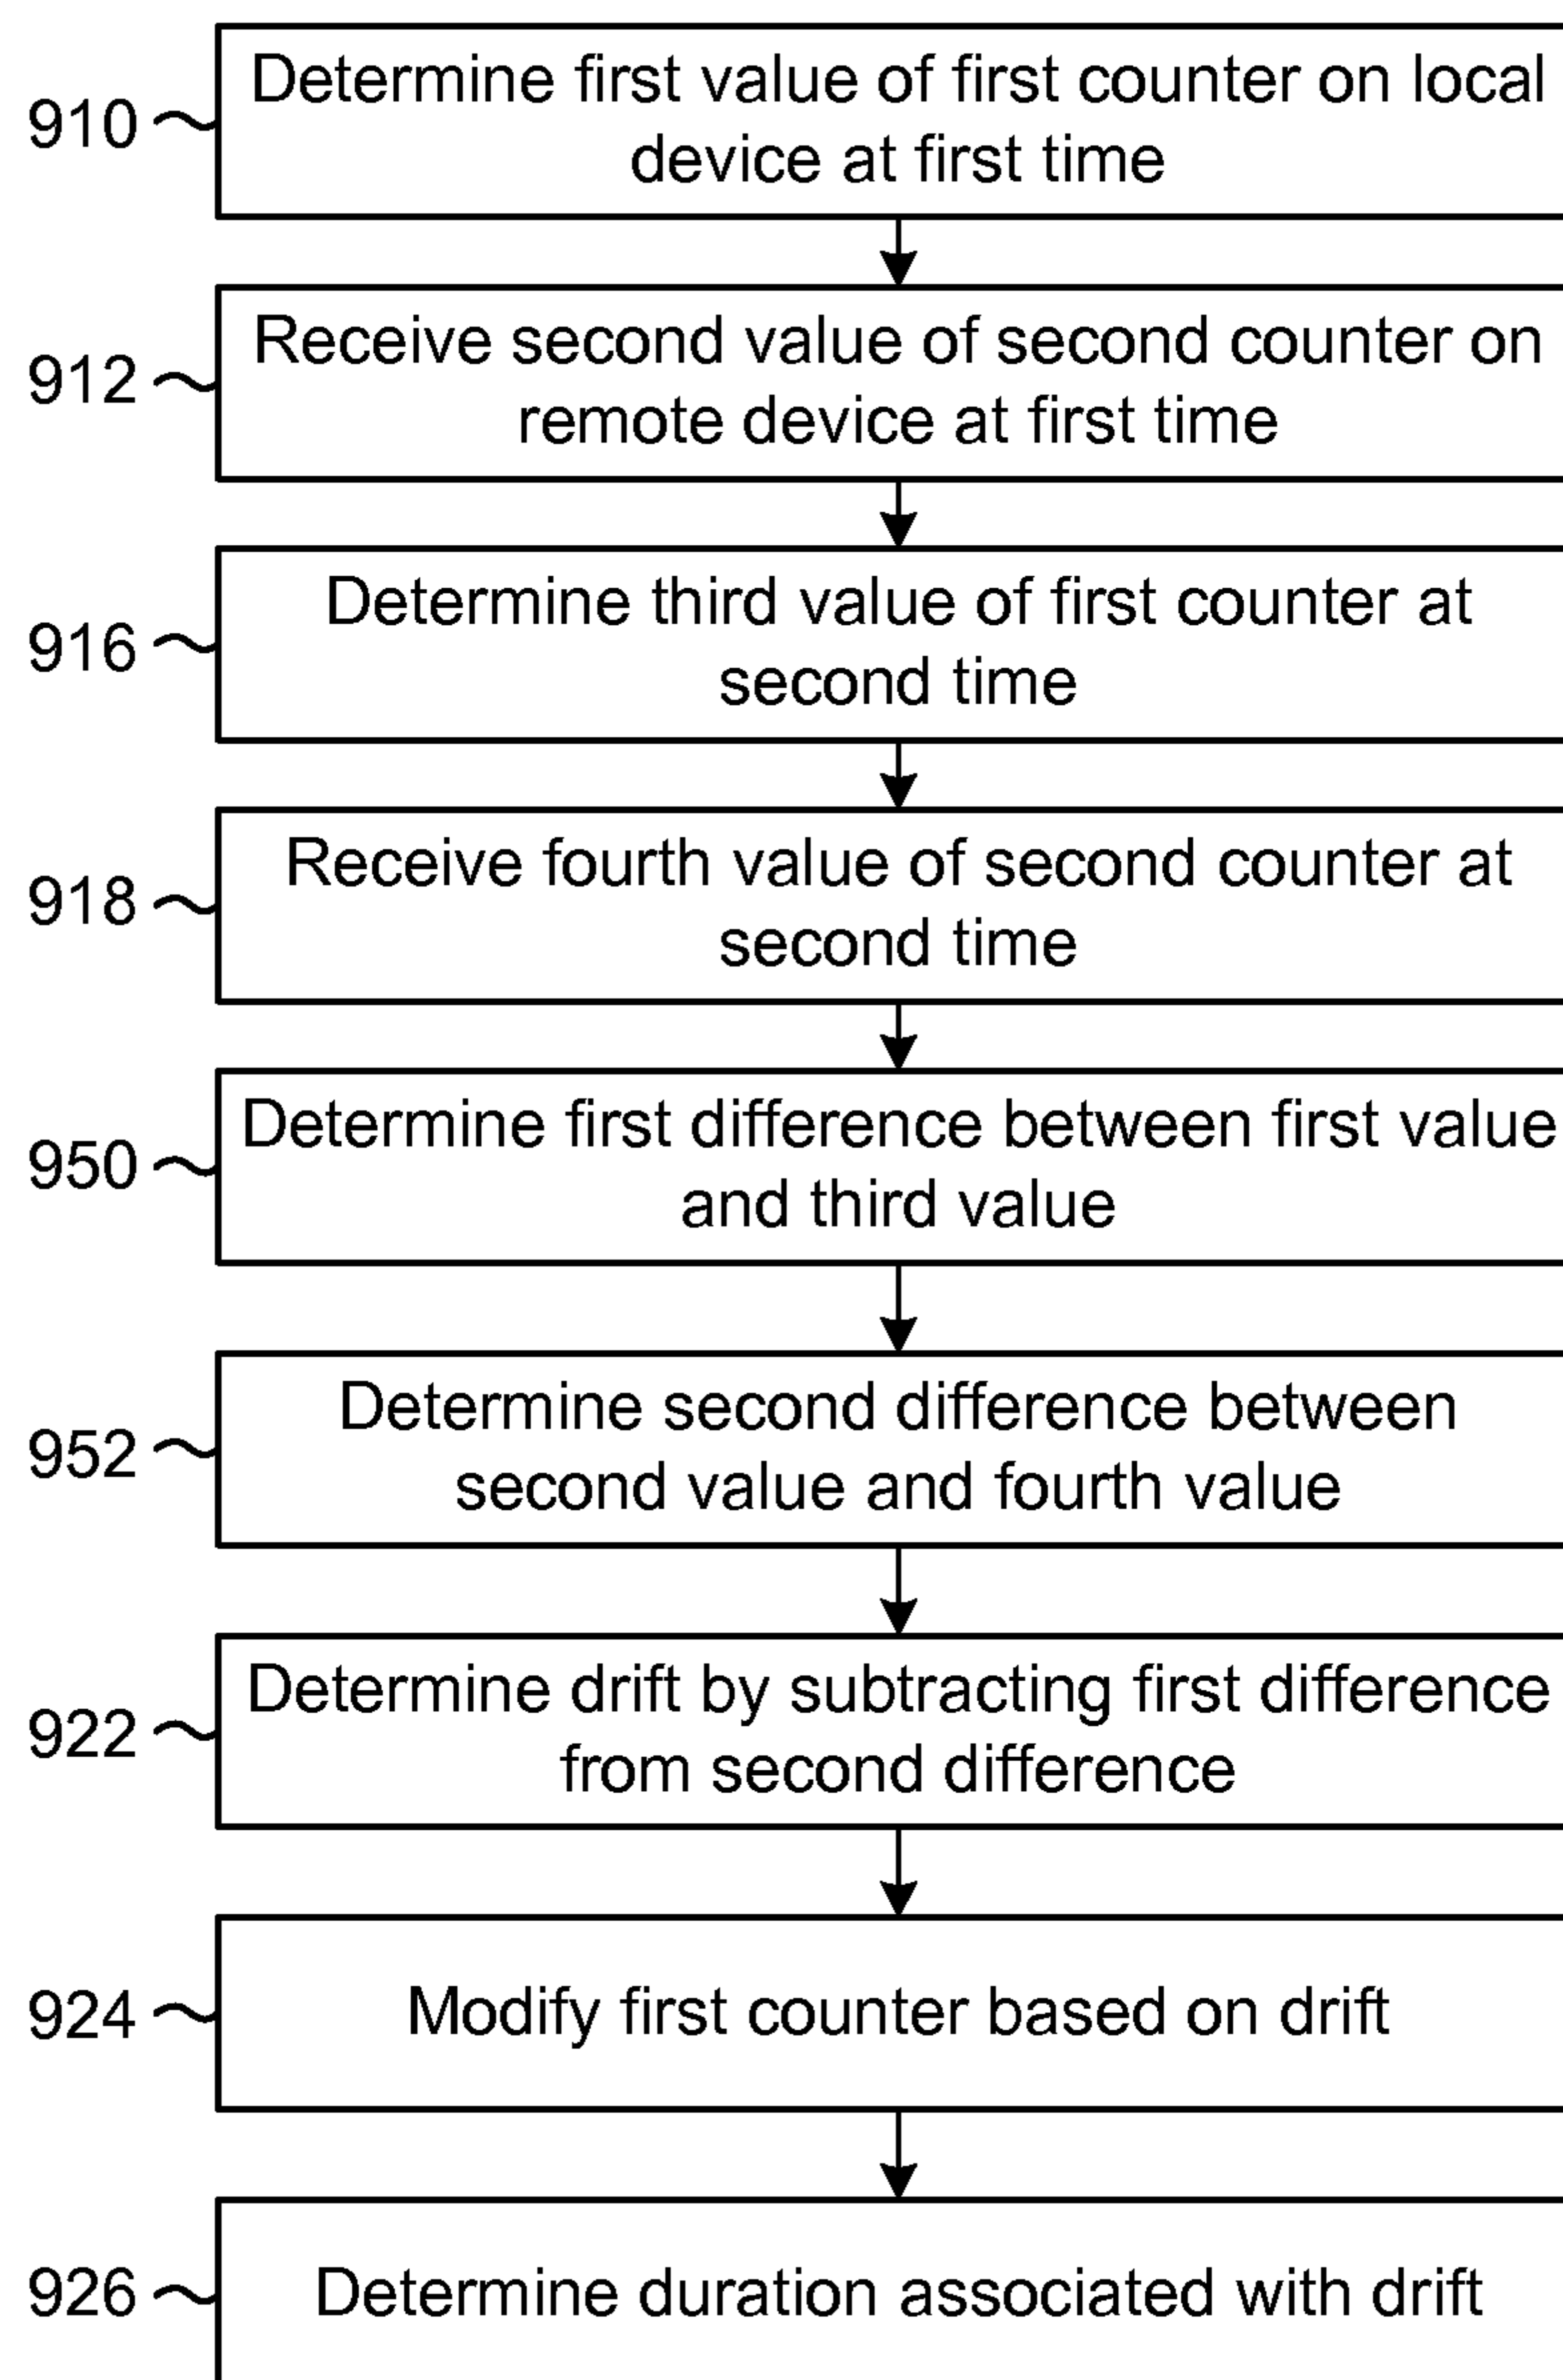 910
Determine first value of first counter on local
device at first time
912
Receive second value of second counter on
remote device at first time
916
Determine third value of first counter at
second time
918
Receive fourth value of second counter at
second time
950
Determine first difference between first value
and third value
952
Determine second difference between
second value and fourth value
922
Determine drift by subtracting first difference
from second difference
924
Modify first counter based on drift
926
Determine duration associated with drift